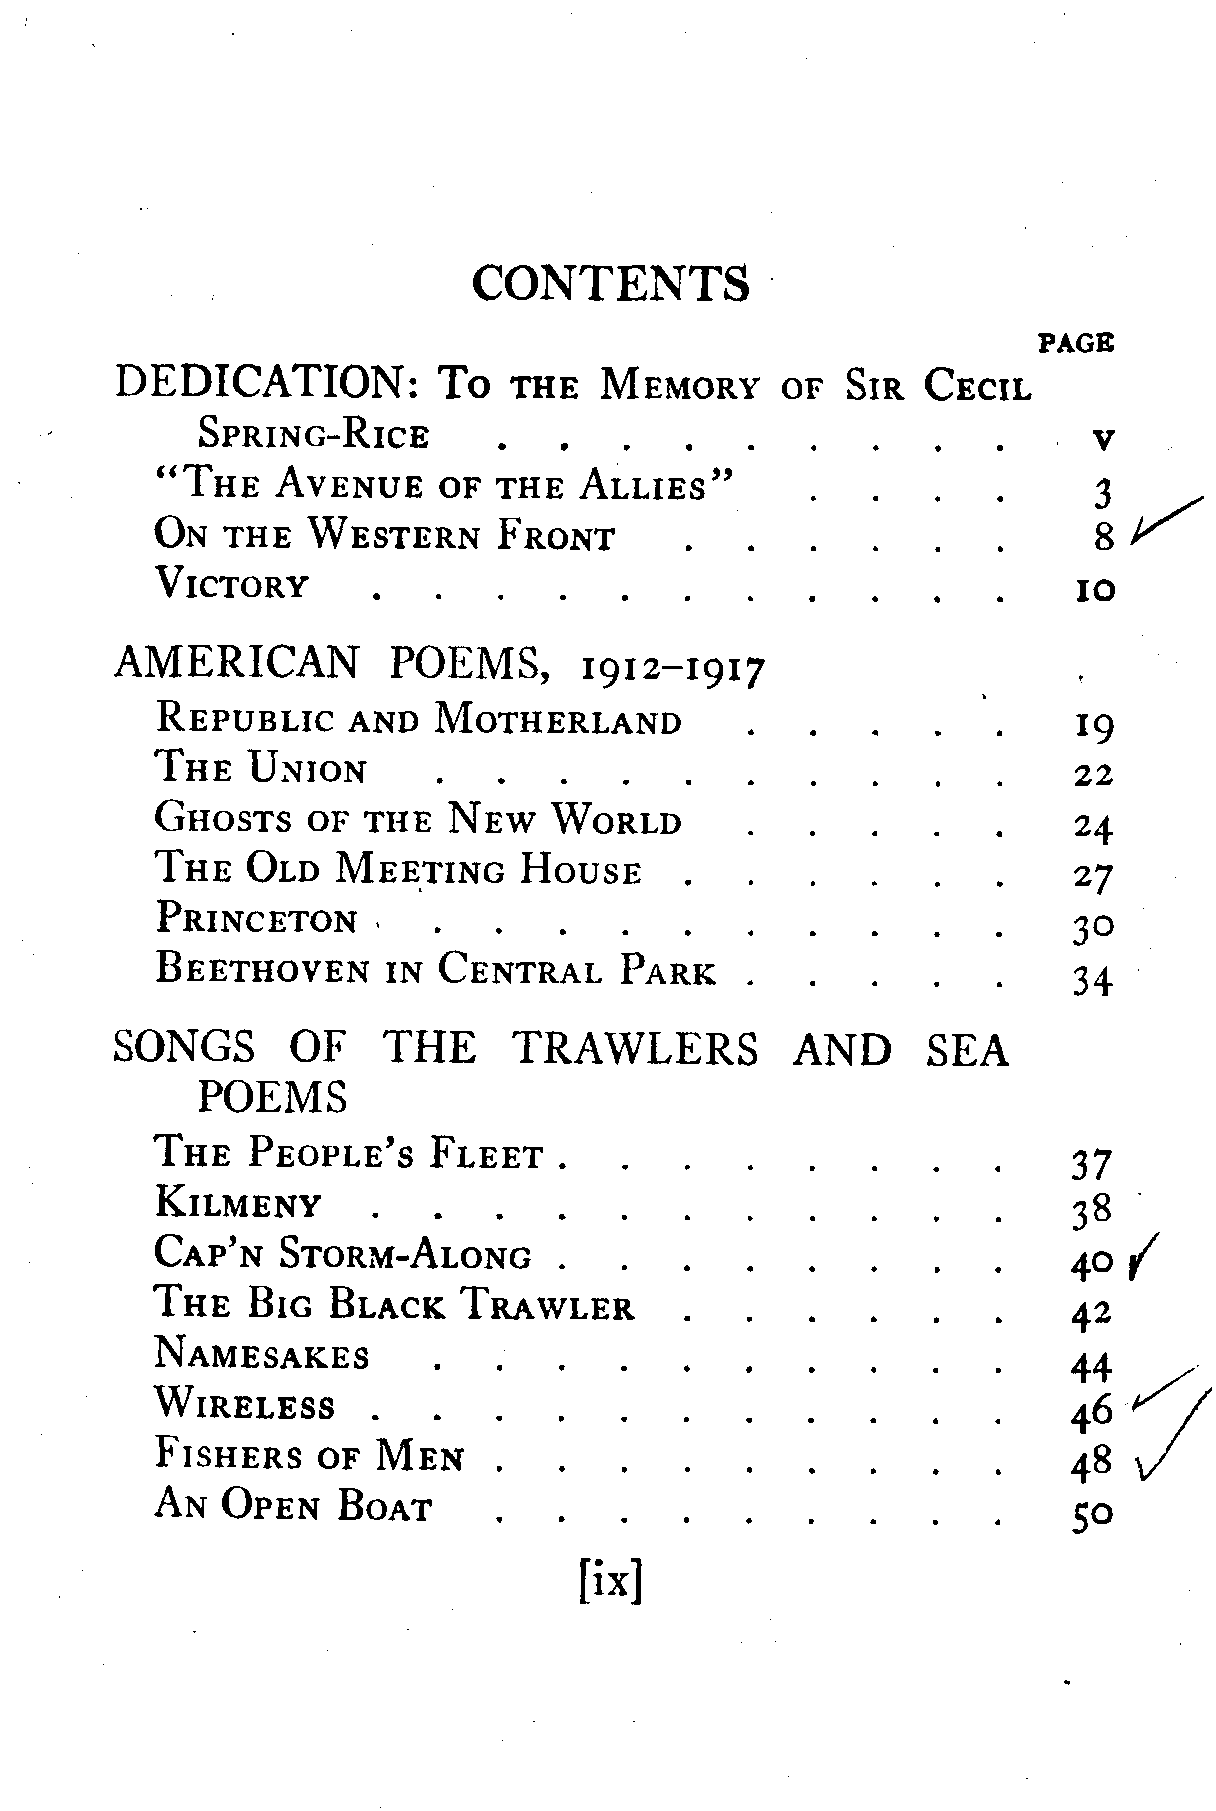 CONTENTS
PAGE
DEDICATION: To the Memory of Sir Cecil
Spring-Rice . . . . . . . . . v
"The Avenue of the Allies" . . . . 3
On the Western Front . . . . . . 8 ✓
Victory . . . . . . . . . . . 10
AMERICAN POEMS, 1912–1917
Republic and Motherland . . . . . 19
The Union . . . . . . . . . . 22
Ghosts of the New World . . . . . 24
The Old Meeting House . . . . . . 27
Princeton . . . . . . . . . . 30
Beethoven in Central Park . . . . . 34
SONGS OF THE TRAWLERS AND SEA
POEMS
The People's Fleet . . . . . . . . 37
Kilmeny . . . . . . . . . . . 38
Cap'n Storm-Along . . . . . . . . 40 ✓
The Big Black Trawler . . . . . . 42
Namesakes . . . . . . . . . . 44
Wireless . . . . . . . . . . . 46 ✓
Fishers of Men . . . . . . . . . 48 ✓
An Open Boat . . . . . . . . . 50
[ix]